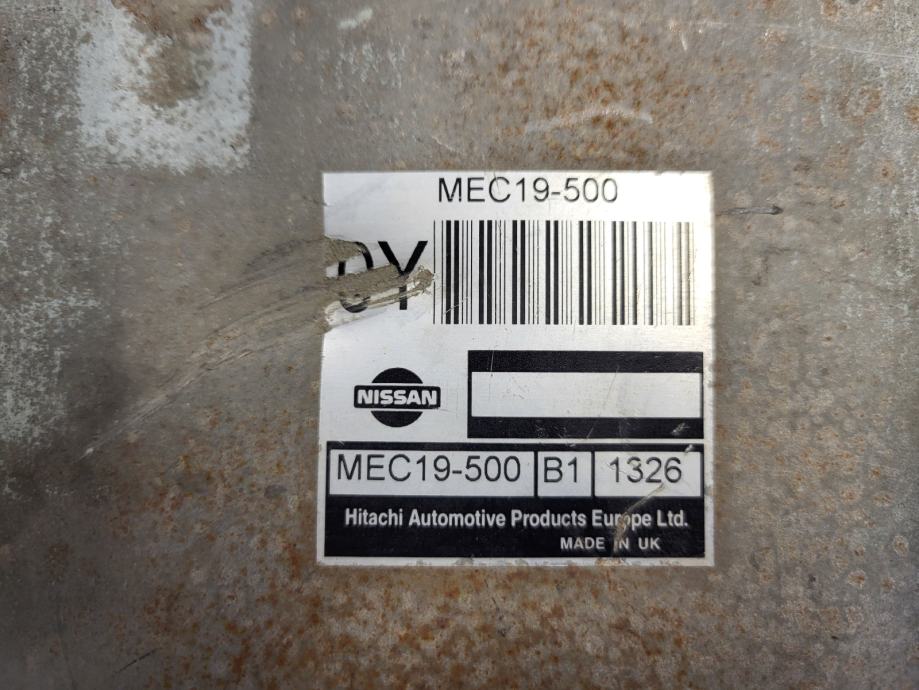 MEC19-500
NISSAN
MEC19-500 B1 1326
Hitachi Automotive Products Europe Ltd.
MADE IN UK